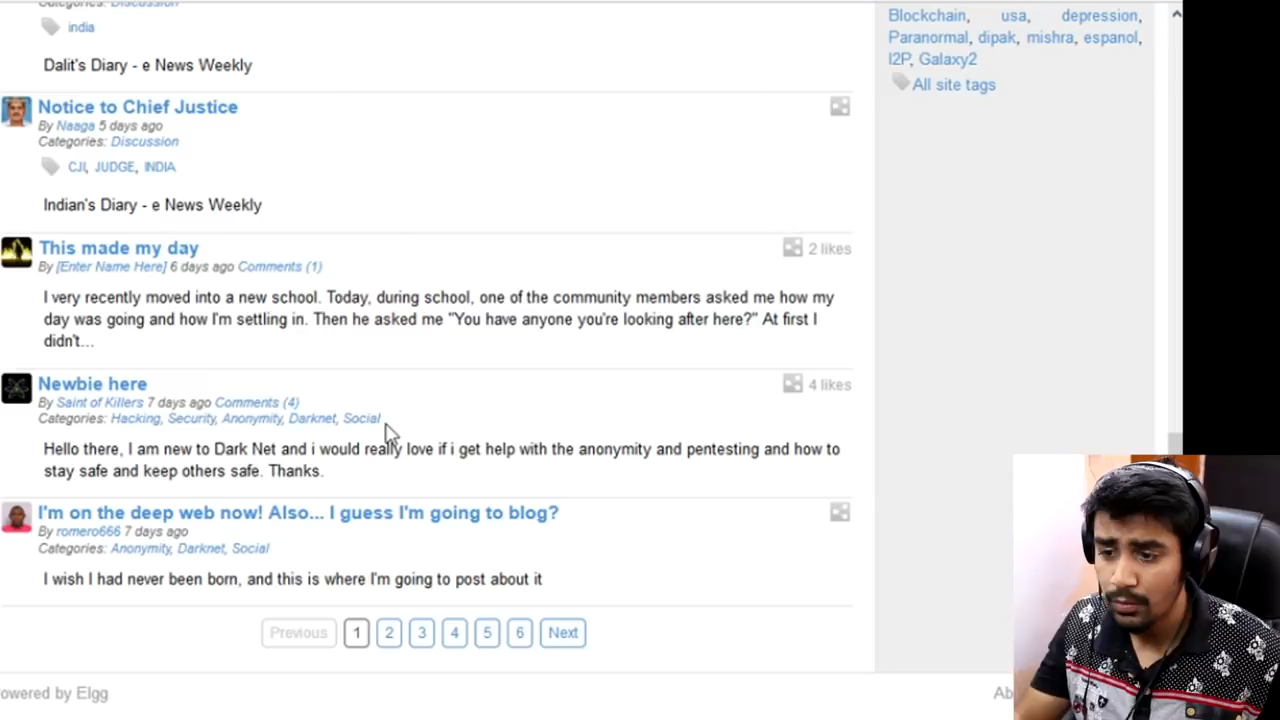 Categories: Discussion
india
Dalit's Diary - e News Weekly
Notice to Chief Justice
By Naaga 5 days ago
Categories: Discussion
CJI, JUDGE, INDIA
Indian's Diary - e News Weekly
This made my day
2 likes
By [Enter Name Here] 6 days ago Comments (1)
I very recently moved into a new school. Today, during school, one of the community members asked me how my
day was going and how I'm settling in. Then he asked me "You have anyone you're looking after here?" At first I
didn't...
Newbie here
4 likes
By Saint of Killers 7 days ago Comments (4)
Categories: Hacking, Security, Anonymity, Darknet, Social
Hello there, I am new to Dark Net and i would really love if i get help with the anonymity and pentesting and how to
stay safe and keep others safe. Thanks.
I'm on the deep web now! Also... I guess I'm going to blog?
By romero666 7 days ago
Categories: Anonymity, Darknet, Social
I wish I had never been born, and this is where I'm going to post about it
Previous 1 2 3 4 5 6 Next
owered by Elgg
Ab
Blockchain, usa, depression,
Paranormal, dipak, mishra, espanol,
I2P, Galaxy2
All site tags